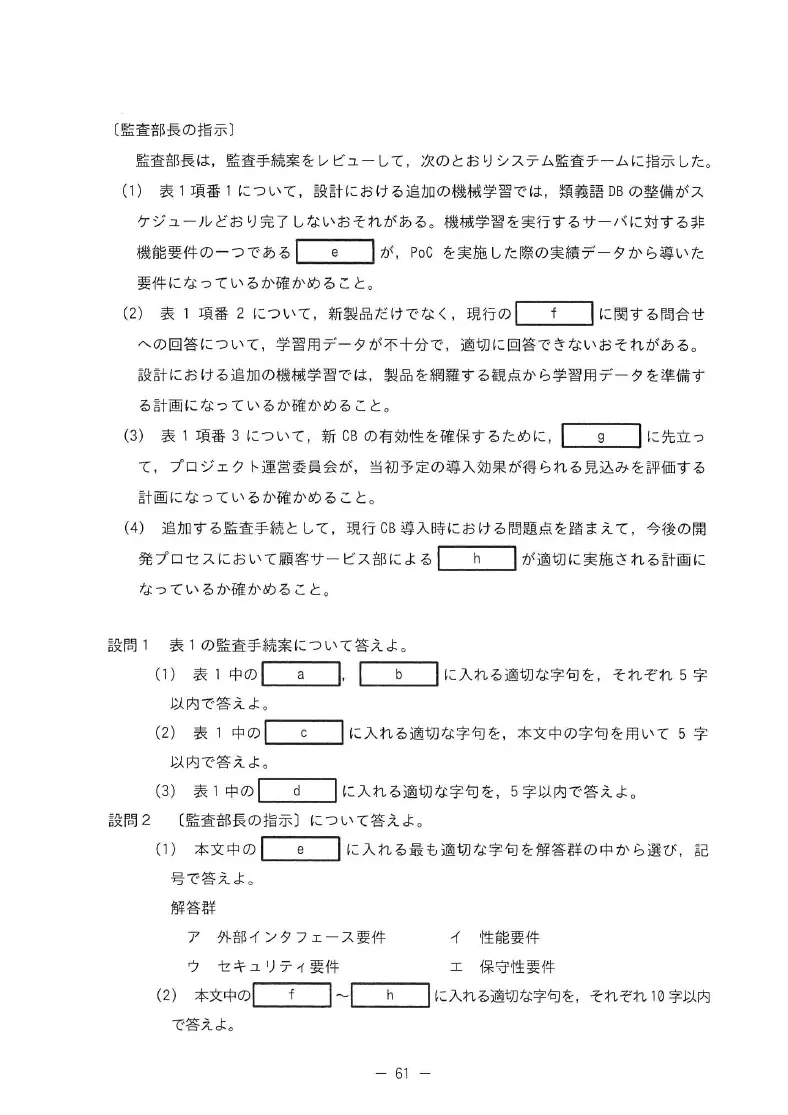 〔監査部長の指示〕
監査部長は，監査手続案をレビューして，次のとおりシステム監査チームに指示した。
(1) 表1項番1について，設計における追加の機械学習では，類義語DBの整備がス
ケジュールどおり完了しないおそれがある。機械学習を実行するサーバに対する非
機能要件の一つである e が，PoC を実施した際の実績データから導いた
要件になっているか確かめること。
(2) 表1項番2について，新製品だけでなく，現行の f に関する問合せ
への回答について，学習用データが不十分で，適切に回答できないおそれがある。
設計における追加の機械学習では，製品を網羅する観点から学習用データを準備す
る計画になっているか確かめること。
(3) 表1項番3について，新CBの有効性を確保するために， g に先立っ
て，プロジェクト運営委員会が，当初予定の導入効果が得られる見込みを評価する
計画になっているか確かめること。
(4) 追加する監査手続として，現行CB導入時における問題点を踏まえて，今後の開
発プロセスにおいて顧客サービス部による h が適切に実施される計画に
なっているか確かめること。
設問1 表1の監査手続案について答えよ。
(1) 表1中の a ， b に入れる適切な字句を，それぞれ5字
以内で答えよ。
(2) 表1中の c に入れる適切な字句を，本文中の字句を用いて5字
以内で答えよ。
(3) 表1中の d に入れる適切な字句を，5字以内で答えよ。
設問2 〔監査部長の指示〕について答えよ。
(1) 本文中の e に入れる最も適切な字句を解答群の中から選び，記
号で答えよ。
解答群
ア 外部インタフェース要件 イ 性能要件
ウ セキュリティ要件 エ 保守性要件
(2) 本文中の f ～ h に入れる適切な字句を，それぞれ10字以内
で答えよ。
― 61 ―